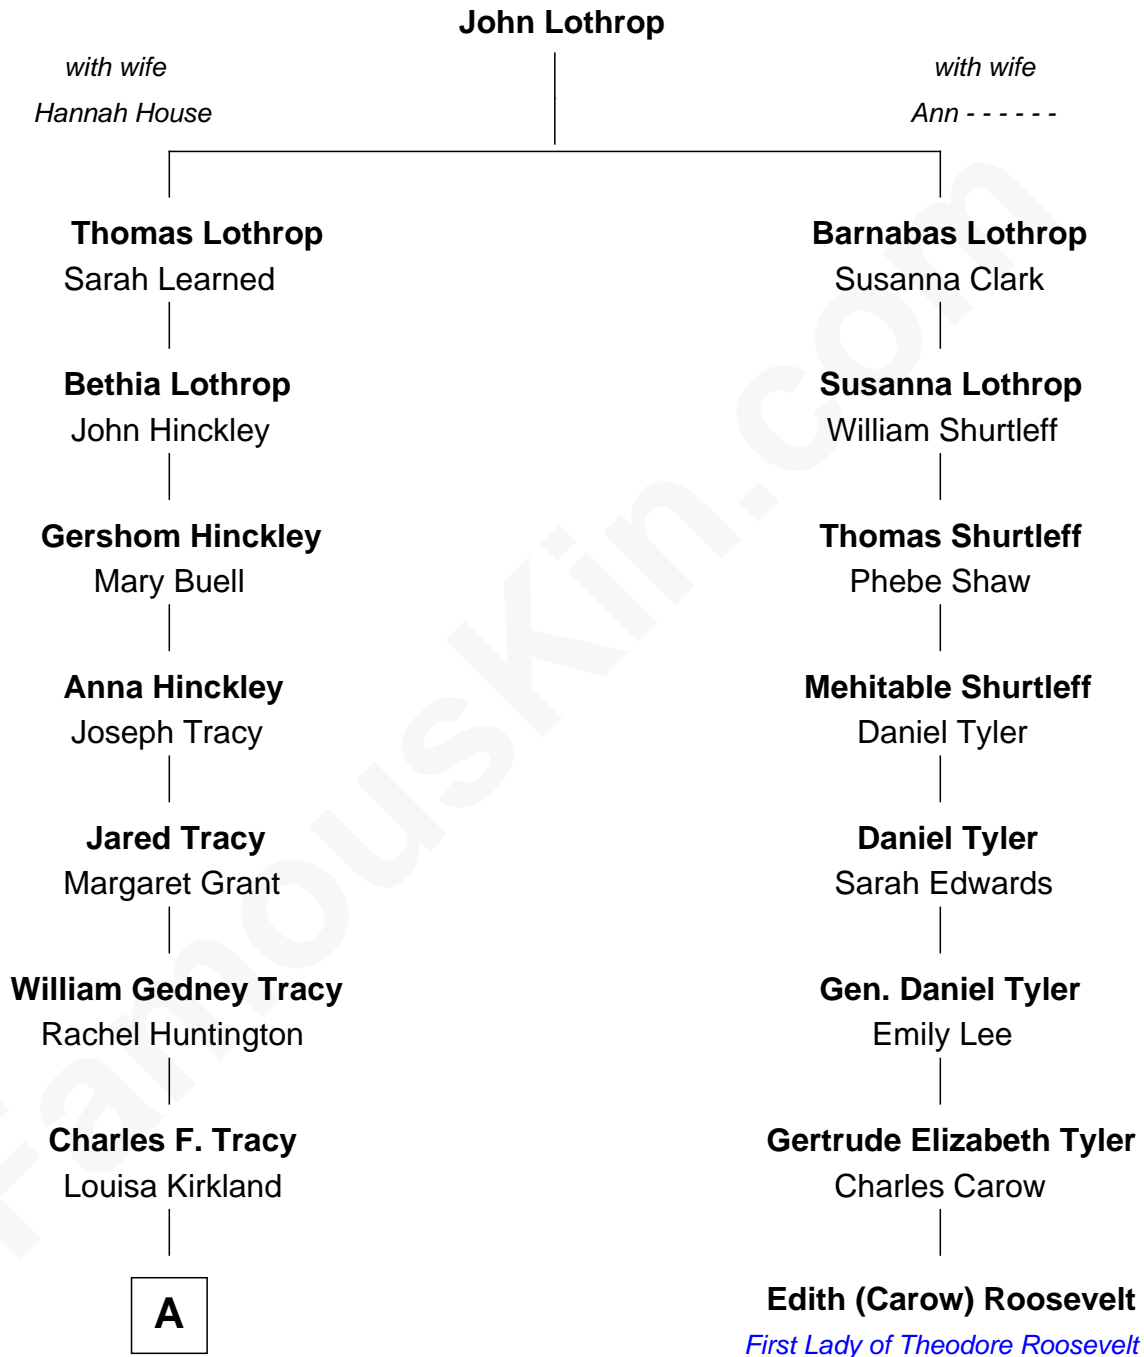 John Lothrop
with wife
Hannah House
with wife
Ann - - - - - -
Thomas Lothrop
Sarah Learned
Barnabas Lothrop
Susanna Clark
Bethia Lothrop
John Hinckley
Susanna Lothrop
William Shurtleff
Gershom Hinckley
Mary Buell
Thomas Shurtleff
Phebe Shaw
Anna Hinckley
Joseph Tracy
Mehitable Shurtleff
Daniel Tyler
Jared Tracy
Margaret Grant
Daniel Tyler
Sarah Edwards
William Gedney Tracy
Rachel Huntington
Gen. Daniel Tyler
Emily Lee
Charles F. Tracy
Louisa Kirkland
Gertrude Elizabeth Tyler
Charles Carow
A
Edith (Carow) Roosevelt
First Lady of Theodore Roosevelt
FamousKin.com